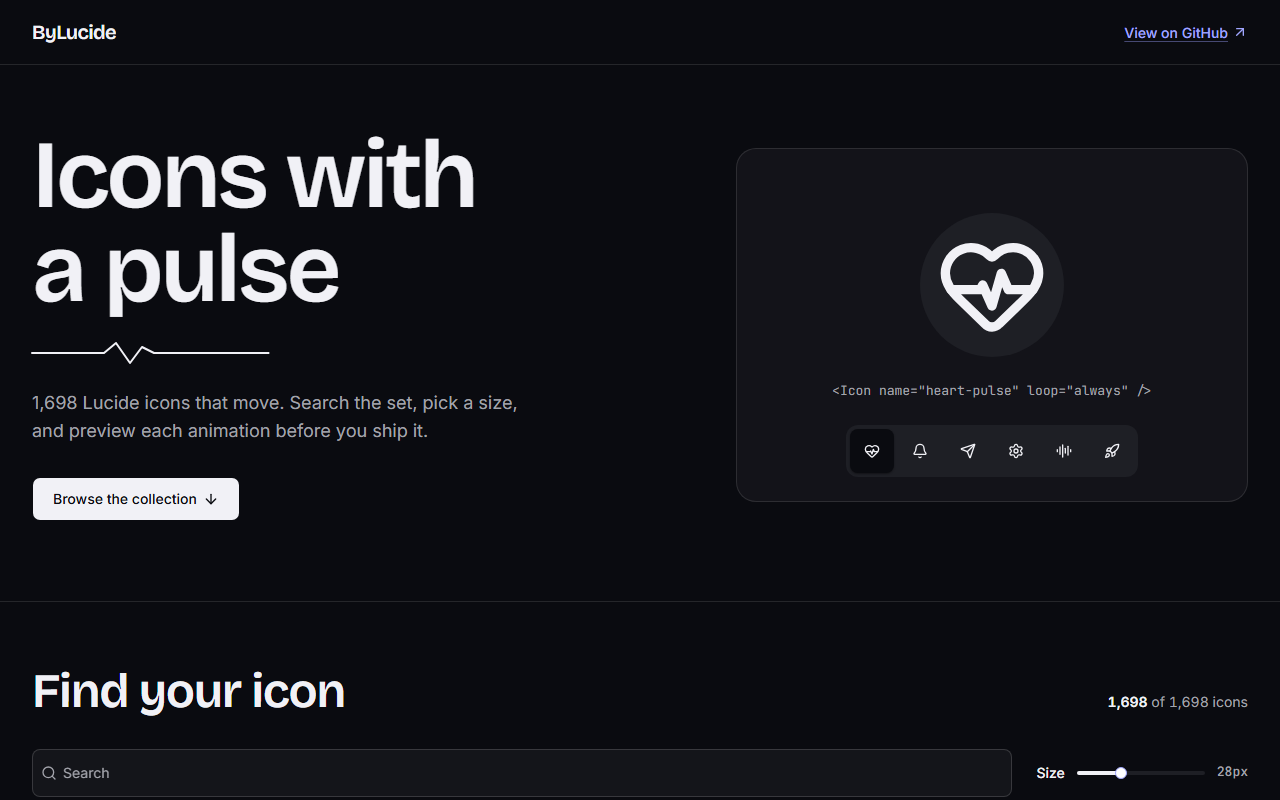 ByLucide
View on GitHub
Icons with
a pulse
1,698 Lucide icons that move. Search the set, pick a size,
and preview each animation before you ship it.
Browse the collection
<Icon name="heart-pulse" loop="always" />
Find your icon
1,698 of 1,698 icons
Search
Size
28px